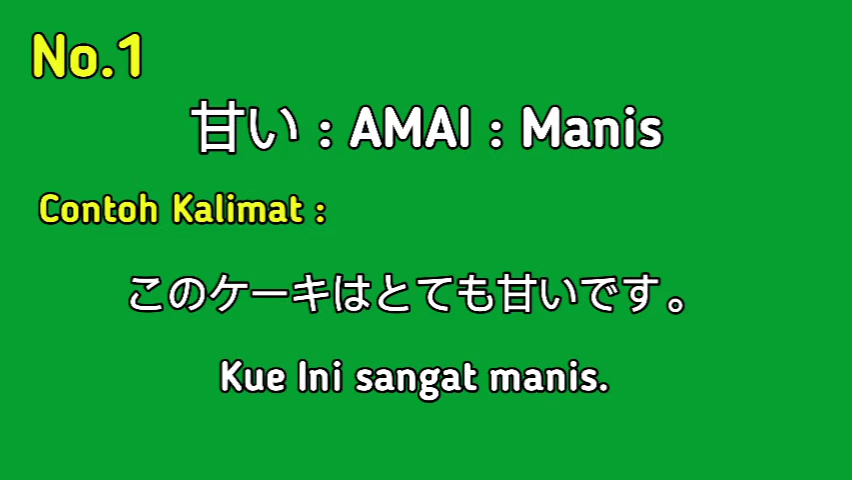 No.1
甘い : AMAI : Manis
Contoh Kalimat :
このケーキはとても甘いです。
Kue Ini sangat manis.